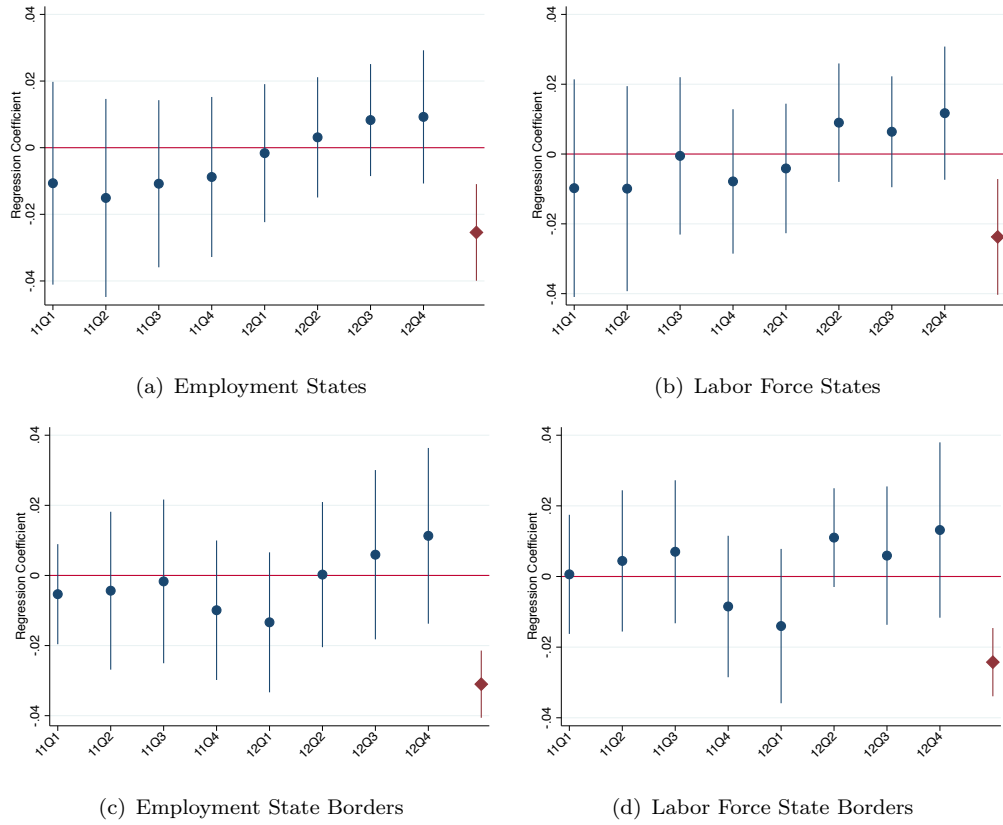 .04
.02
0
-.02
-.04
Regression Coefficient
11Q1
11Q2
11Q3
11Q4
12Q1
12Q2
12Q3
12Q4
(a) Employment States
.04
.02
0
-.02
-.04
Regression Coefficient
11Q1
11Q2
11Q3
11Q4
12Q1
12Q2
12Q3
12Q4
(b) Labor Force States
.04
.02
0
-.02
-.04
Regression Coefficient
11Q1
11Q2
11Q3
11Q4
12Q1
12Q2
12Q3
12Q4
(c) Employment State Borders
.04
.02
0
-.02
-.04
Regression Coefficient
11Q1
11Q2
11Q3
11Q4
12Q1
12Q2
12Q3
12Q4
(d) Labor Force State Borders